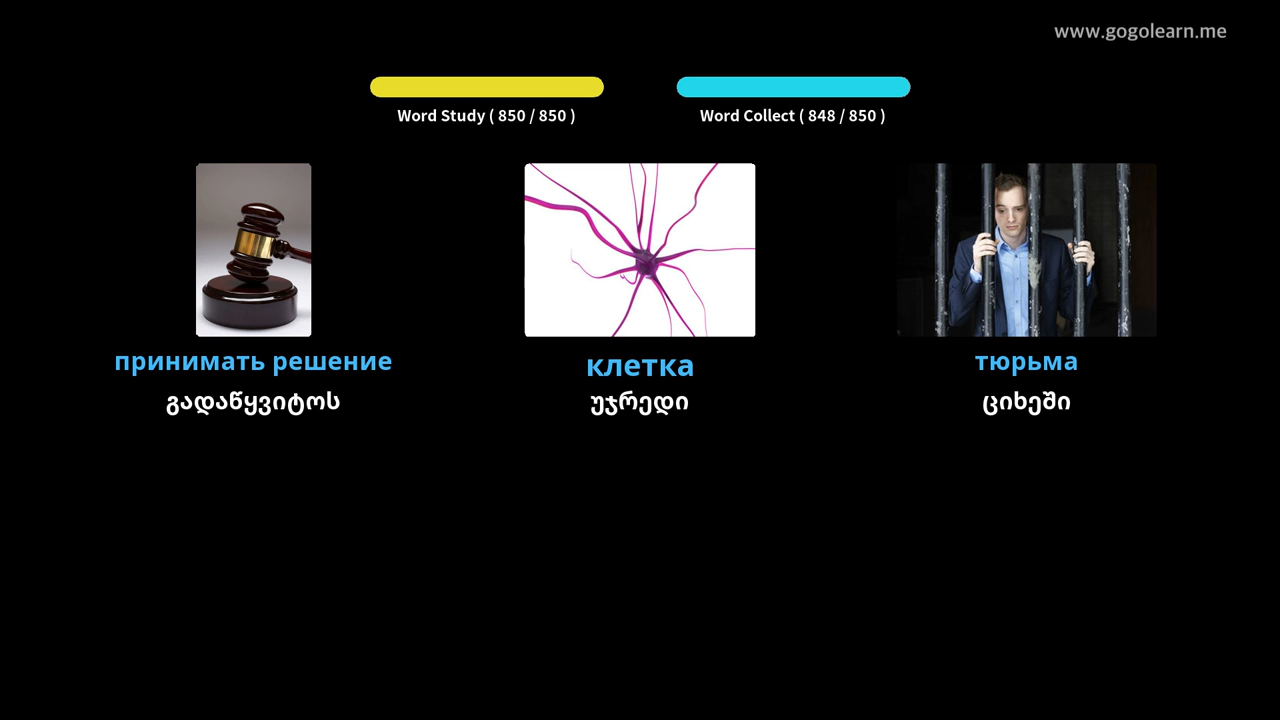 www.gogolearn.me
Word Study ( 850 / 850 )
Word Collect ( 848 / 850 )
принимать решение
клетка
тюрьма
გადაწყვიტოს
უჯრედი
ციხეში